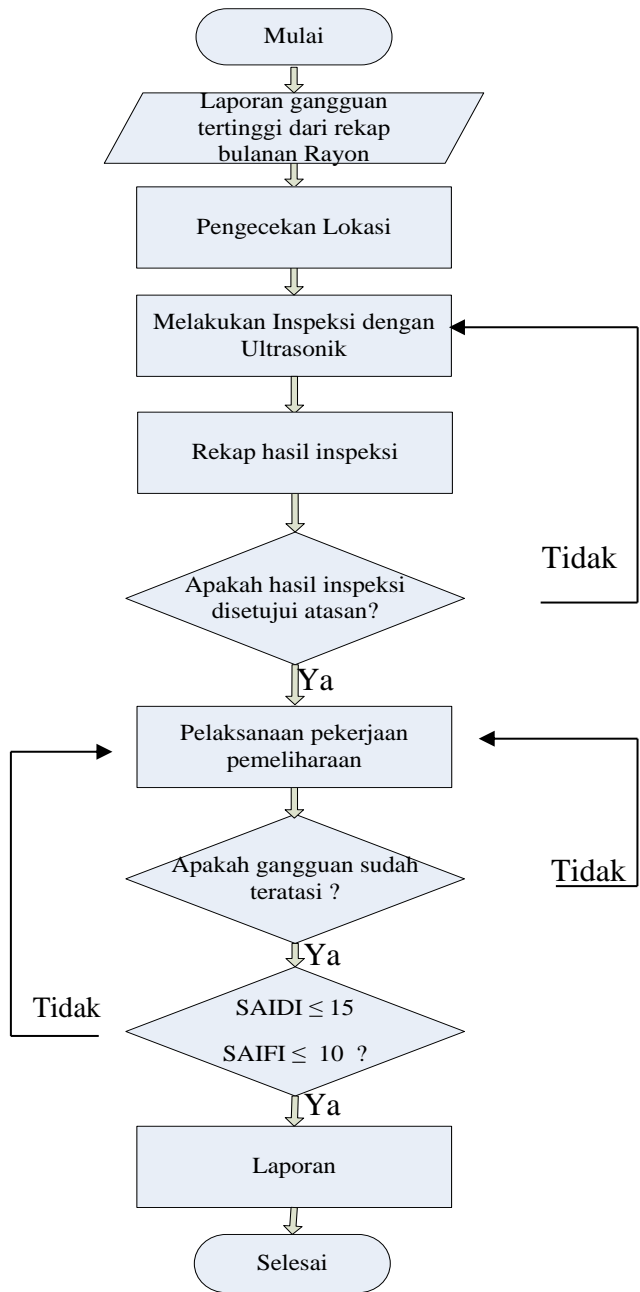 Mulai
Laporan gangguan
tertinggi dari rekap
bulanan Rayon
Pengecekan Lokasi
Melakukan Inspeksi dengan
Ultrasonik
Rekap hasil inspeksi
Apakah hasil inspeksi
disetujui atasan?
Tidak
Ya
Pelaksanaan pekerjaan
pemeliharaan
Apakah gangguan sudah
teratasi ?
Tidak
Ya
SAIDI ≤ 15
SAIFI ≤ 10 ?
Tidak
Ya
Laporan
Selesai